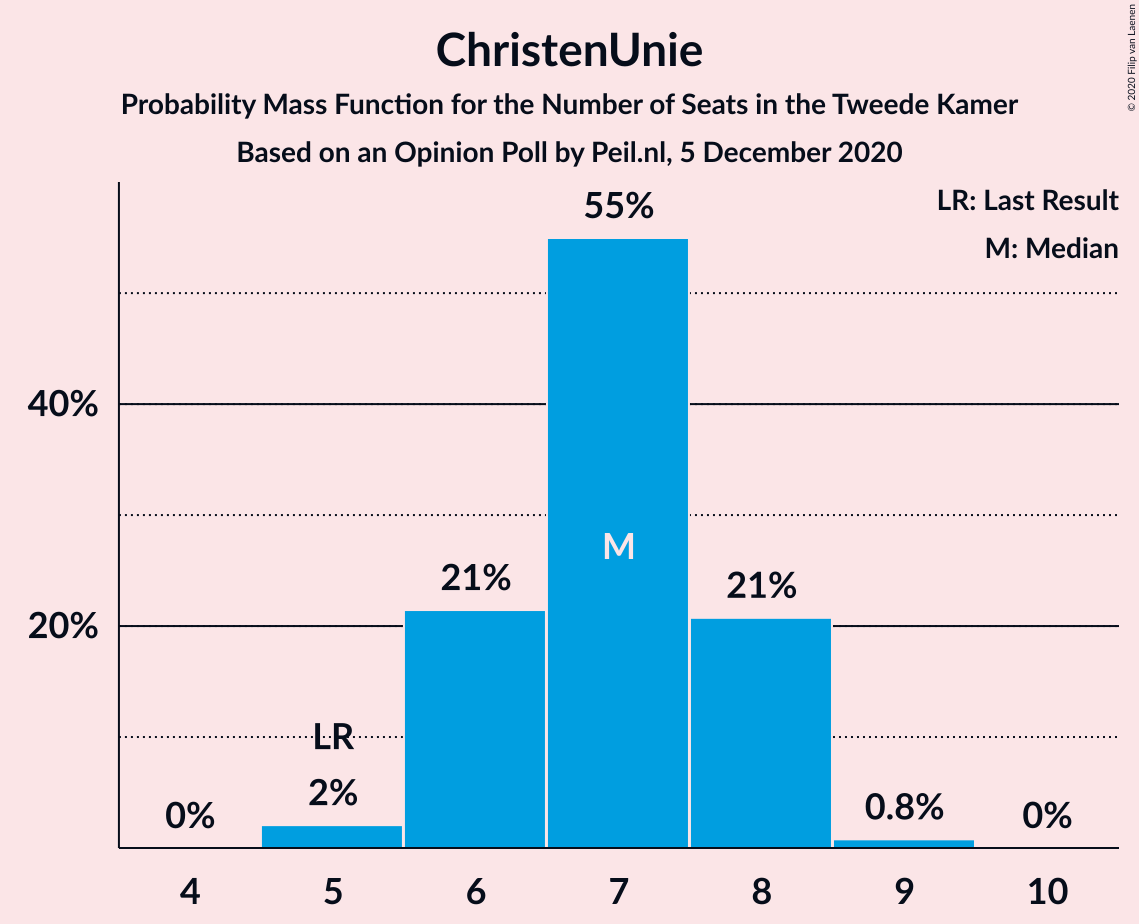 ChristenUnie
Probability Mass Function for the Number of Seats in the Tweede Kamer
Based on an Opinion Poll by Peil.nl, 5 December 2020
© 2020 Filip van Laenen
LR: Last Result
M: Median
55%
40%
M
21%
21%
20%
LR
2%
0%
0.8%
0%
4 5 6 7 8 9 10